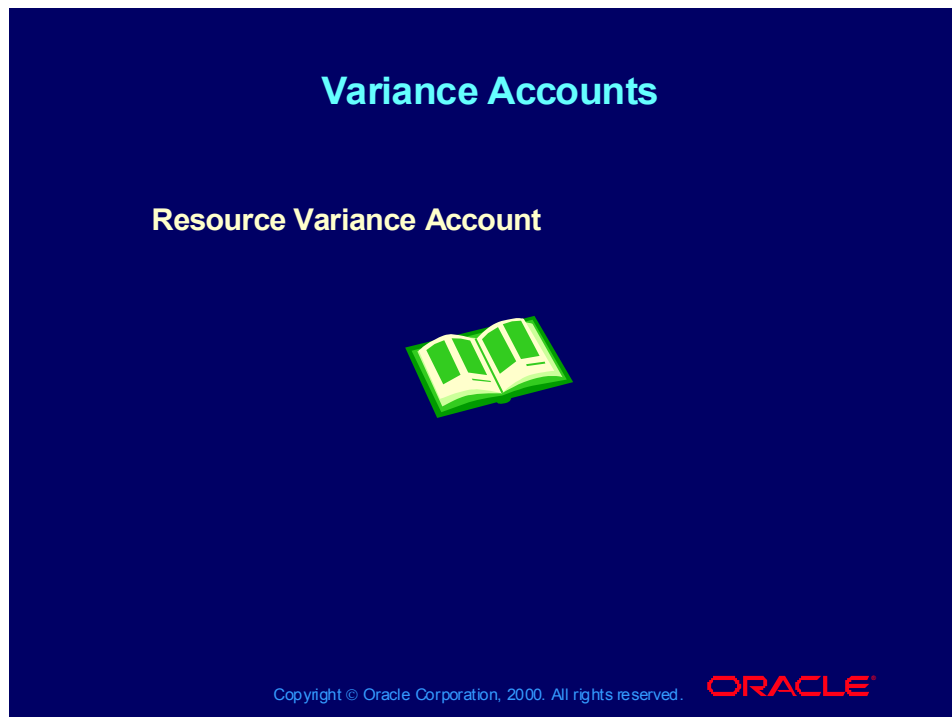 Variance Accounts
Resource Variance Account
Copyright © Oracle Corporation, 2000. All rights reserved.
ORACLE®